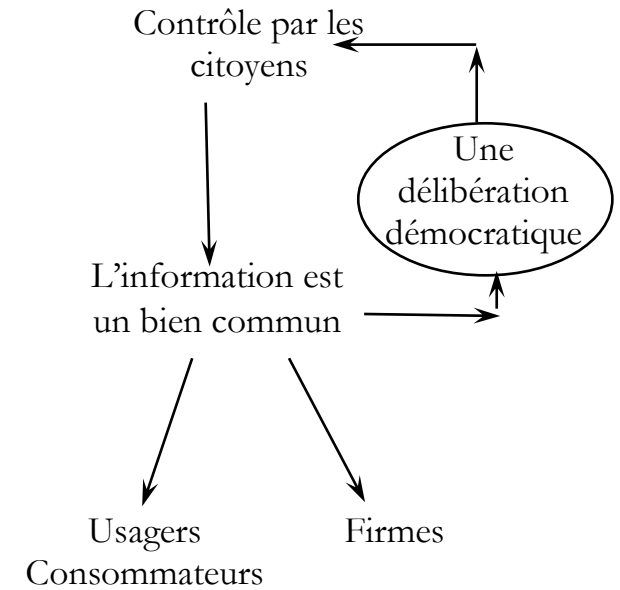 Contrôle par les
citoyens
Une
délibération
démocratique
L’information est
un bien commun
Usagers
Consommateurs
Firmes